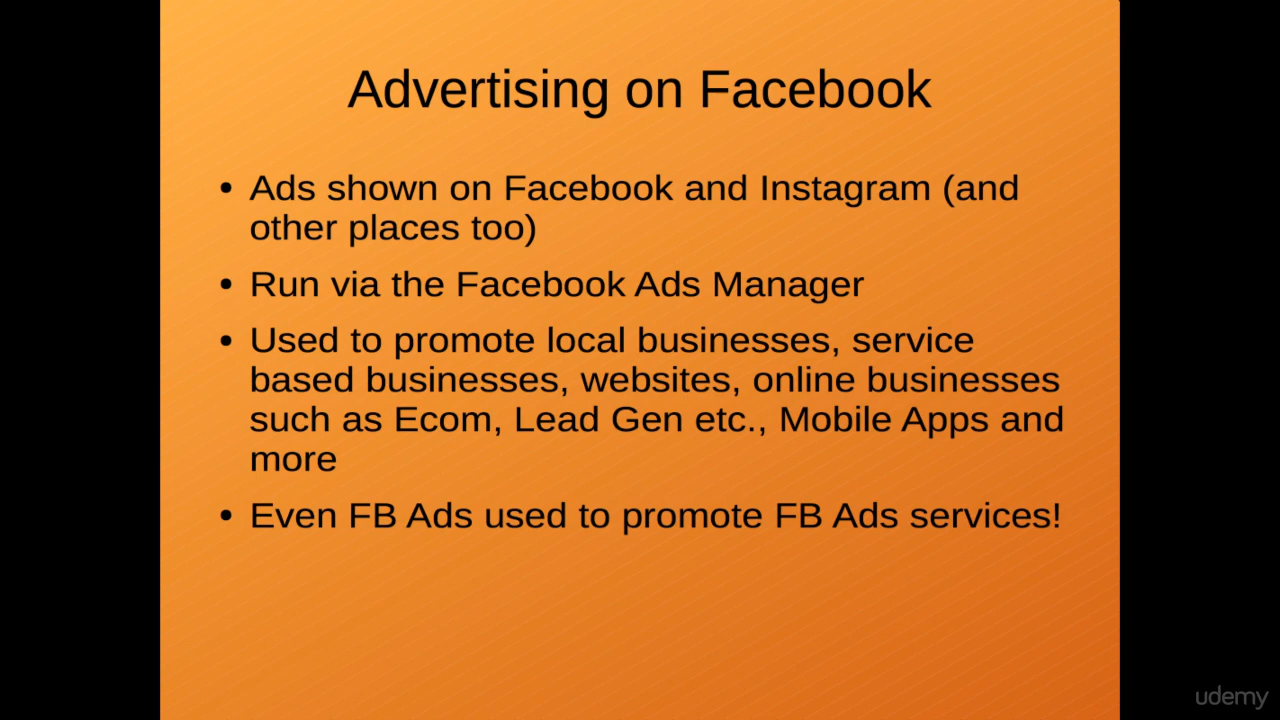 Advertising on Facebook
• Ads shown on Facebook and Instagram (and
other places too)
• Run via the Facebook Ads Manager
• Used to promote local businesses, service
based businesses, websites, online businesses
such as Ecom, Lead Gen etc., Mobile Apps and
more
• Even FB Ads used to promote FB Ads services!
udemy